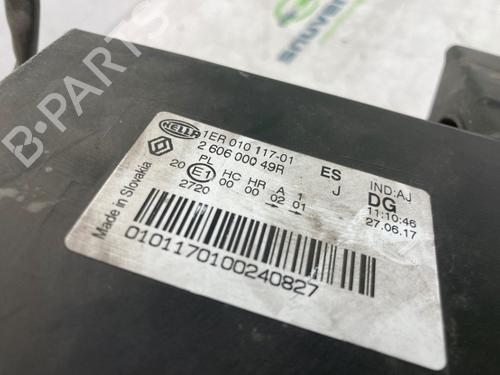 HELLA
1ER 010 117-01
2 606 000 49R
ES
J
IND:AJ
DG
11:10:46
27.06.17
PL HC HR A 1
20 E1 00 00 02 01
2720
Made in Slovakia
0101170100240827
B-PARTS